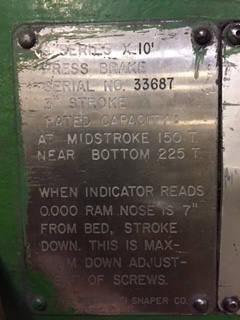 SERIES X 10'
PRESS BRAKE
SERIAL NO. 33687
3" STROKE
RATED CAPACITY
AT MIDSTROKE 150 T.
NEAR BOTTOM 225 T.
WHEN INDICATOR READS
0.000 RAM NOSE IS 7"
FROM BED, STROKE
DOWN. THIS IS MAX-
IMUM DOWN ADJUST-
MENT OF SCREWS.
SHAPER CO.